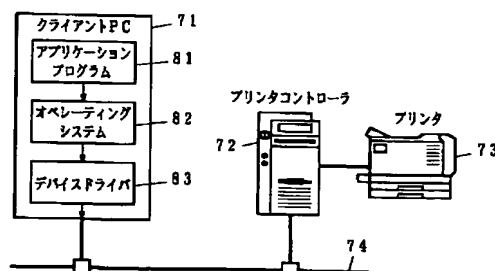 クライアントPC
71
アプリケーション
プログラム
81
オペレーティング
システム
82
デバイスドライバ
83
プリンタコントローラ
72
プリンタ
73
74